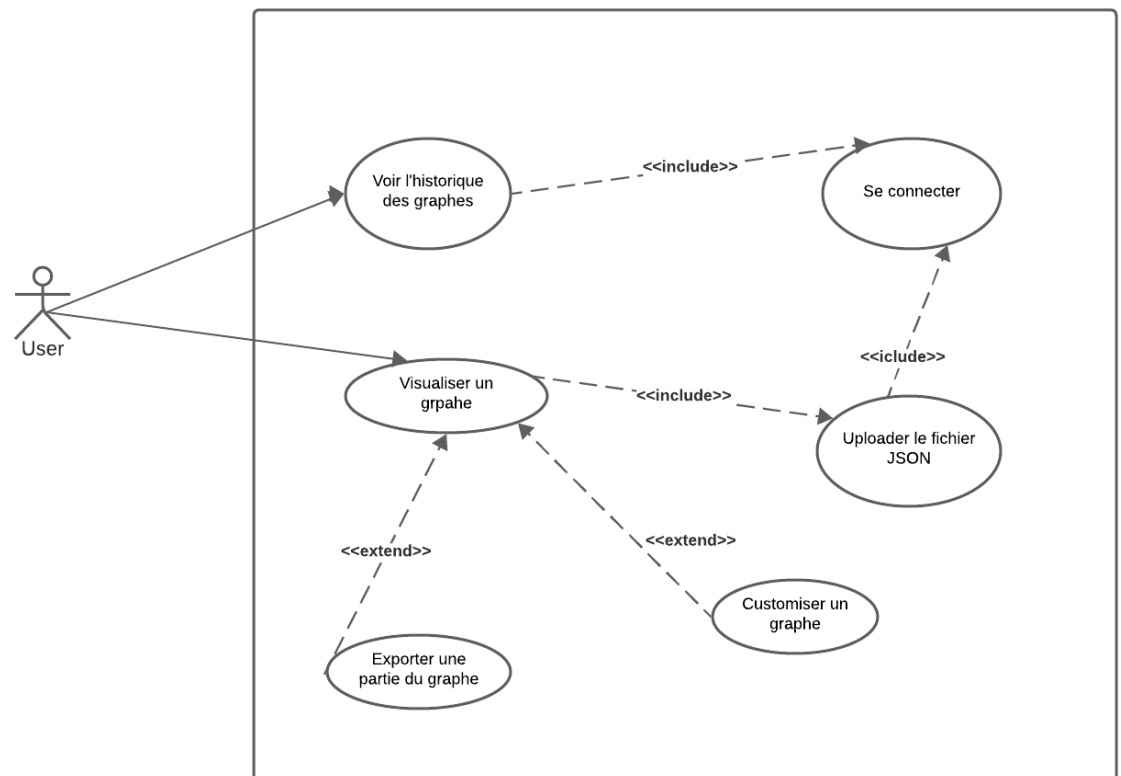 Voir l'historique
des graphes
<<include>>
Se connecter
User
<<iclude>>
Visualiser un
grpahe
<<include>>
Uploader le fichier
JSON
<<extend>>
<<extend>>
Customiser un
graphe
Exporter une
partie du graphe